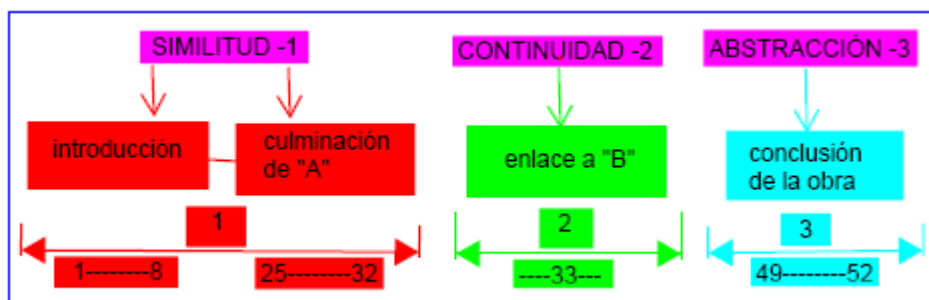 SIMILITUD -1
CONTINUIDAD -2
ABSTRACCIÓN -3
introducción
culminación
de "A"
enlace a "B"
conclusión
de la obra
1
2
3
1--------8
25--------32
----33---
49--------52